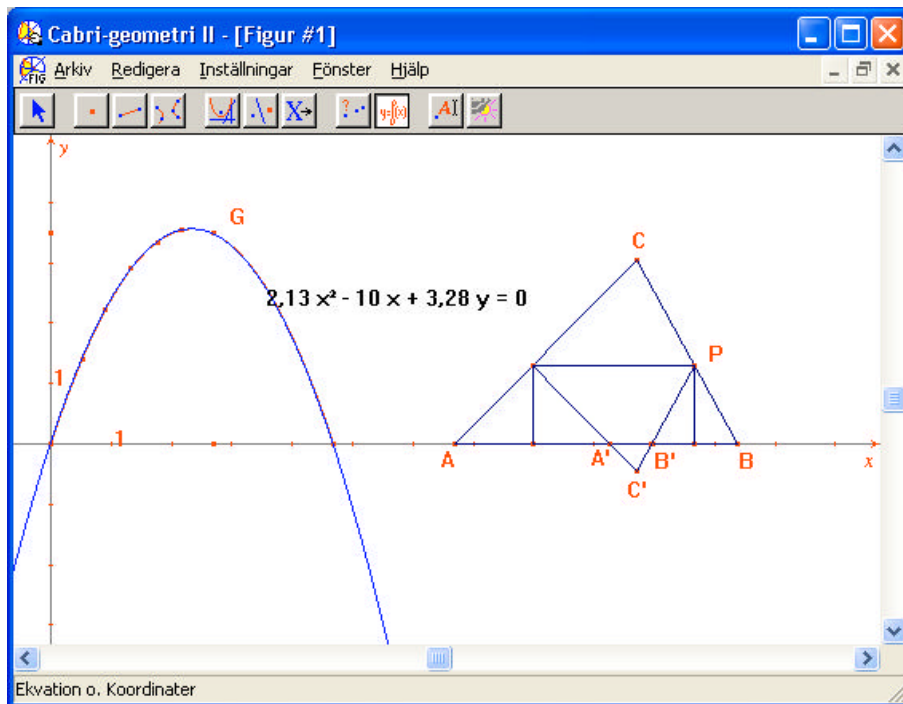 Cabri-geometri II - [Figur #1]
FIG Arkiv Redigera Inställningar Fönster Hjälp
X ? y=f(x) A
y
G
C
2,13 x² - 10 x + 3,28 y = 0
P
1
1
A A' B' B x
C'
Ekvation o. Koordinater